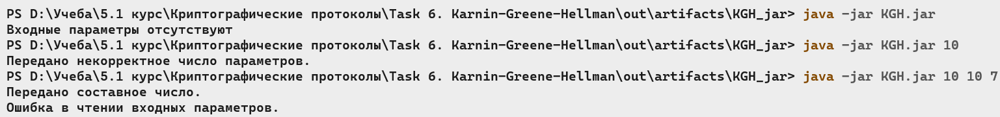 PS D:\Учеба\5.1 курс\Криптографические протоколы\Task 6. Karnin-Greene-Hellman\out\artifacts\KGH_jar> java -jar KGH.jar
Входные параметры отсутствуют
PS D:\Учеба\5.1 курс\Криптографические протоколы\Task 6. Karnin-Greene-Hellman\out\artifacts\KGH_jar> java -jar KGH.jar 10
Передано некорректное число параметров.
PS D:\Учеба\5.1 курс\Криптографические протоколы\Task 6. Karnin-Greene-Hellman\out\artifacts\KGH_jar> java -jar KGH.jar 10 10 7
Передано составное число.
Ошибка в чтении входных параметров.